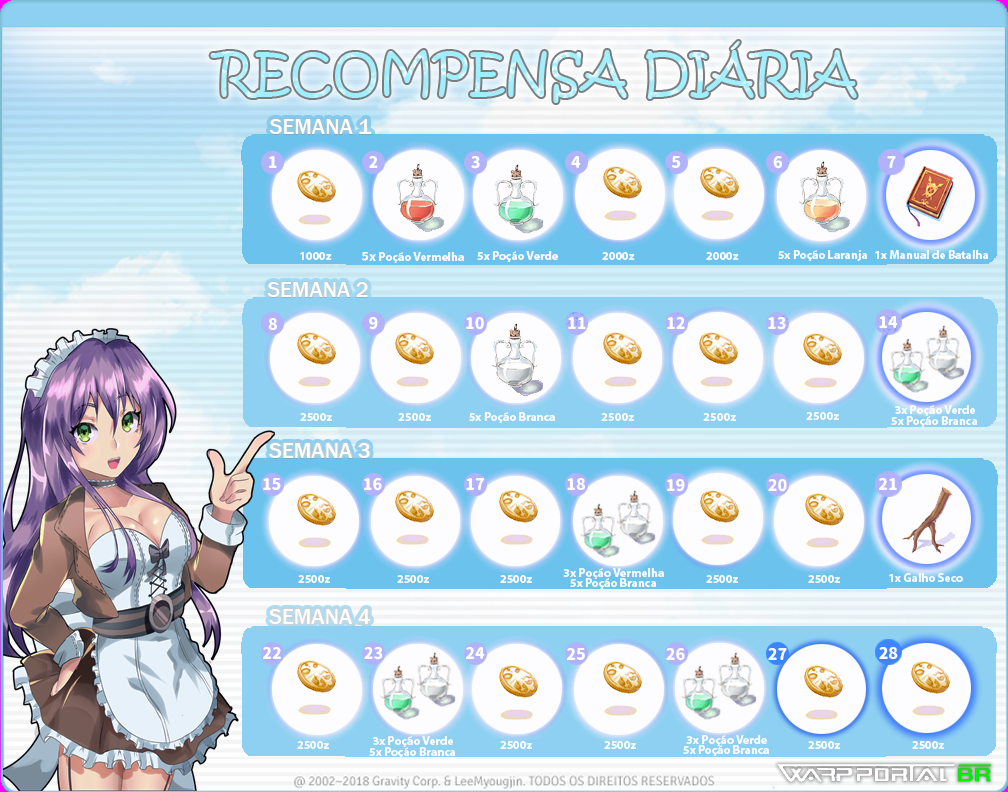 RECOMPENSA DIÁRIA
SEMANA 1
1 2 3 4 5 6 7
1000z 5x Poção Vermelha 5x Poção Verde 2000z 2000z 5x Poção Laranja 1x Manual de Batalha
SEMANA 2
8 9 10 11 12 13 14
2500z 2500z 5x Poção Branca 2500z 2500z 2500z 3x Poção Verde
5x Poção Branca
SEMANA 3
15 16 17 18 19 20 21
2500z 2500z 2500z 3x Poção Vermelha 2500z 2500z 1x Galho Seco
5x Poção Branca
SEMANA 4
22 23 24 25 26 27 28
2500z 3x Poção Verde 2500z 2500z 3x Poção Verde 2500z 2500z
5x Poção Branca 5x Poção Branca
WARPPORTAL BR
@ 2002-2018 Gravity Corp. & LeeMyougjin. TODOS OS DIREITOS RESERVADOS